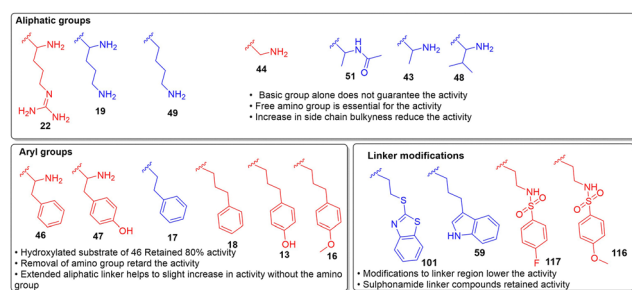 Aliphatic groups
NH2
NH2
NH2
H
N
O
NH2
NH2
N
H2N
NH2
NH2
NH2
22
19
49
44
51
43
48
• Basic group alone does not guarantee the activity
• Free amino group is essential for the activity
• Increase in side chain bulkyness reduce the activity
Aryl groups
NH2
NH2
OH
OH
O
46
47
17
18
13
16
• Hydroxylated substrate of 46 Retained 80% activity
• Removal of amino group retard the activity
• Extended aliphatic linker helps to slight increase in activity without the amino
group
Linker modifications
S
N
S
HN
NH
O
S
O
F
HN
O
S
O
O
101
59
117
116
• Modifications to linker region lower the activity
• Sulphonamide linker compounds retained activity